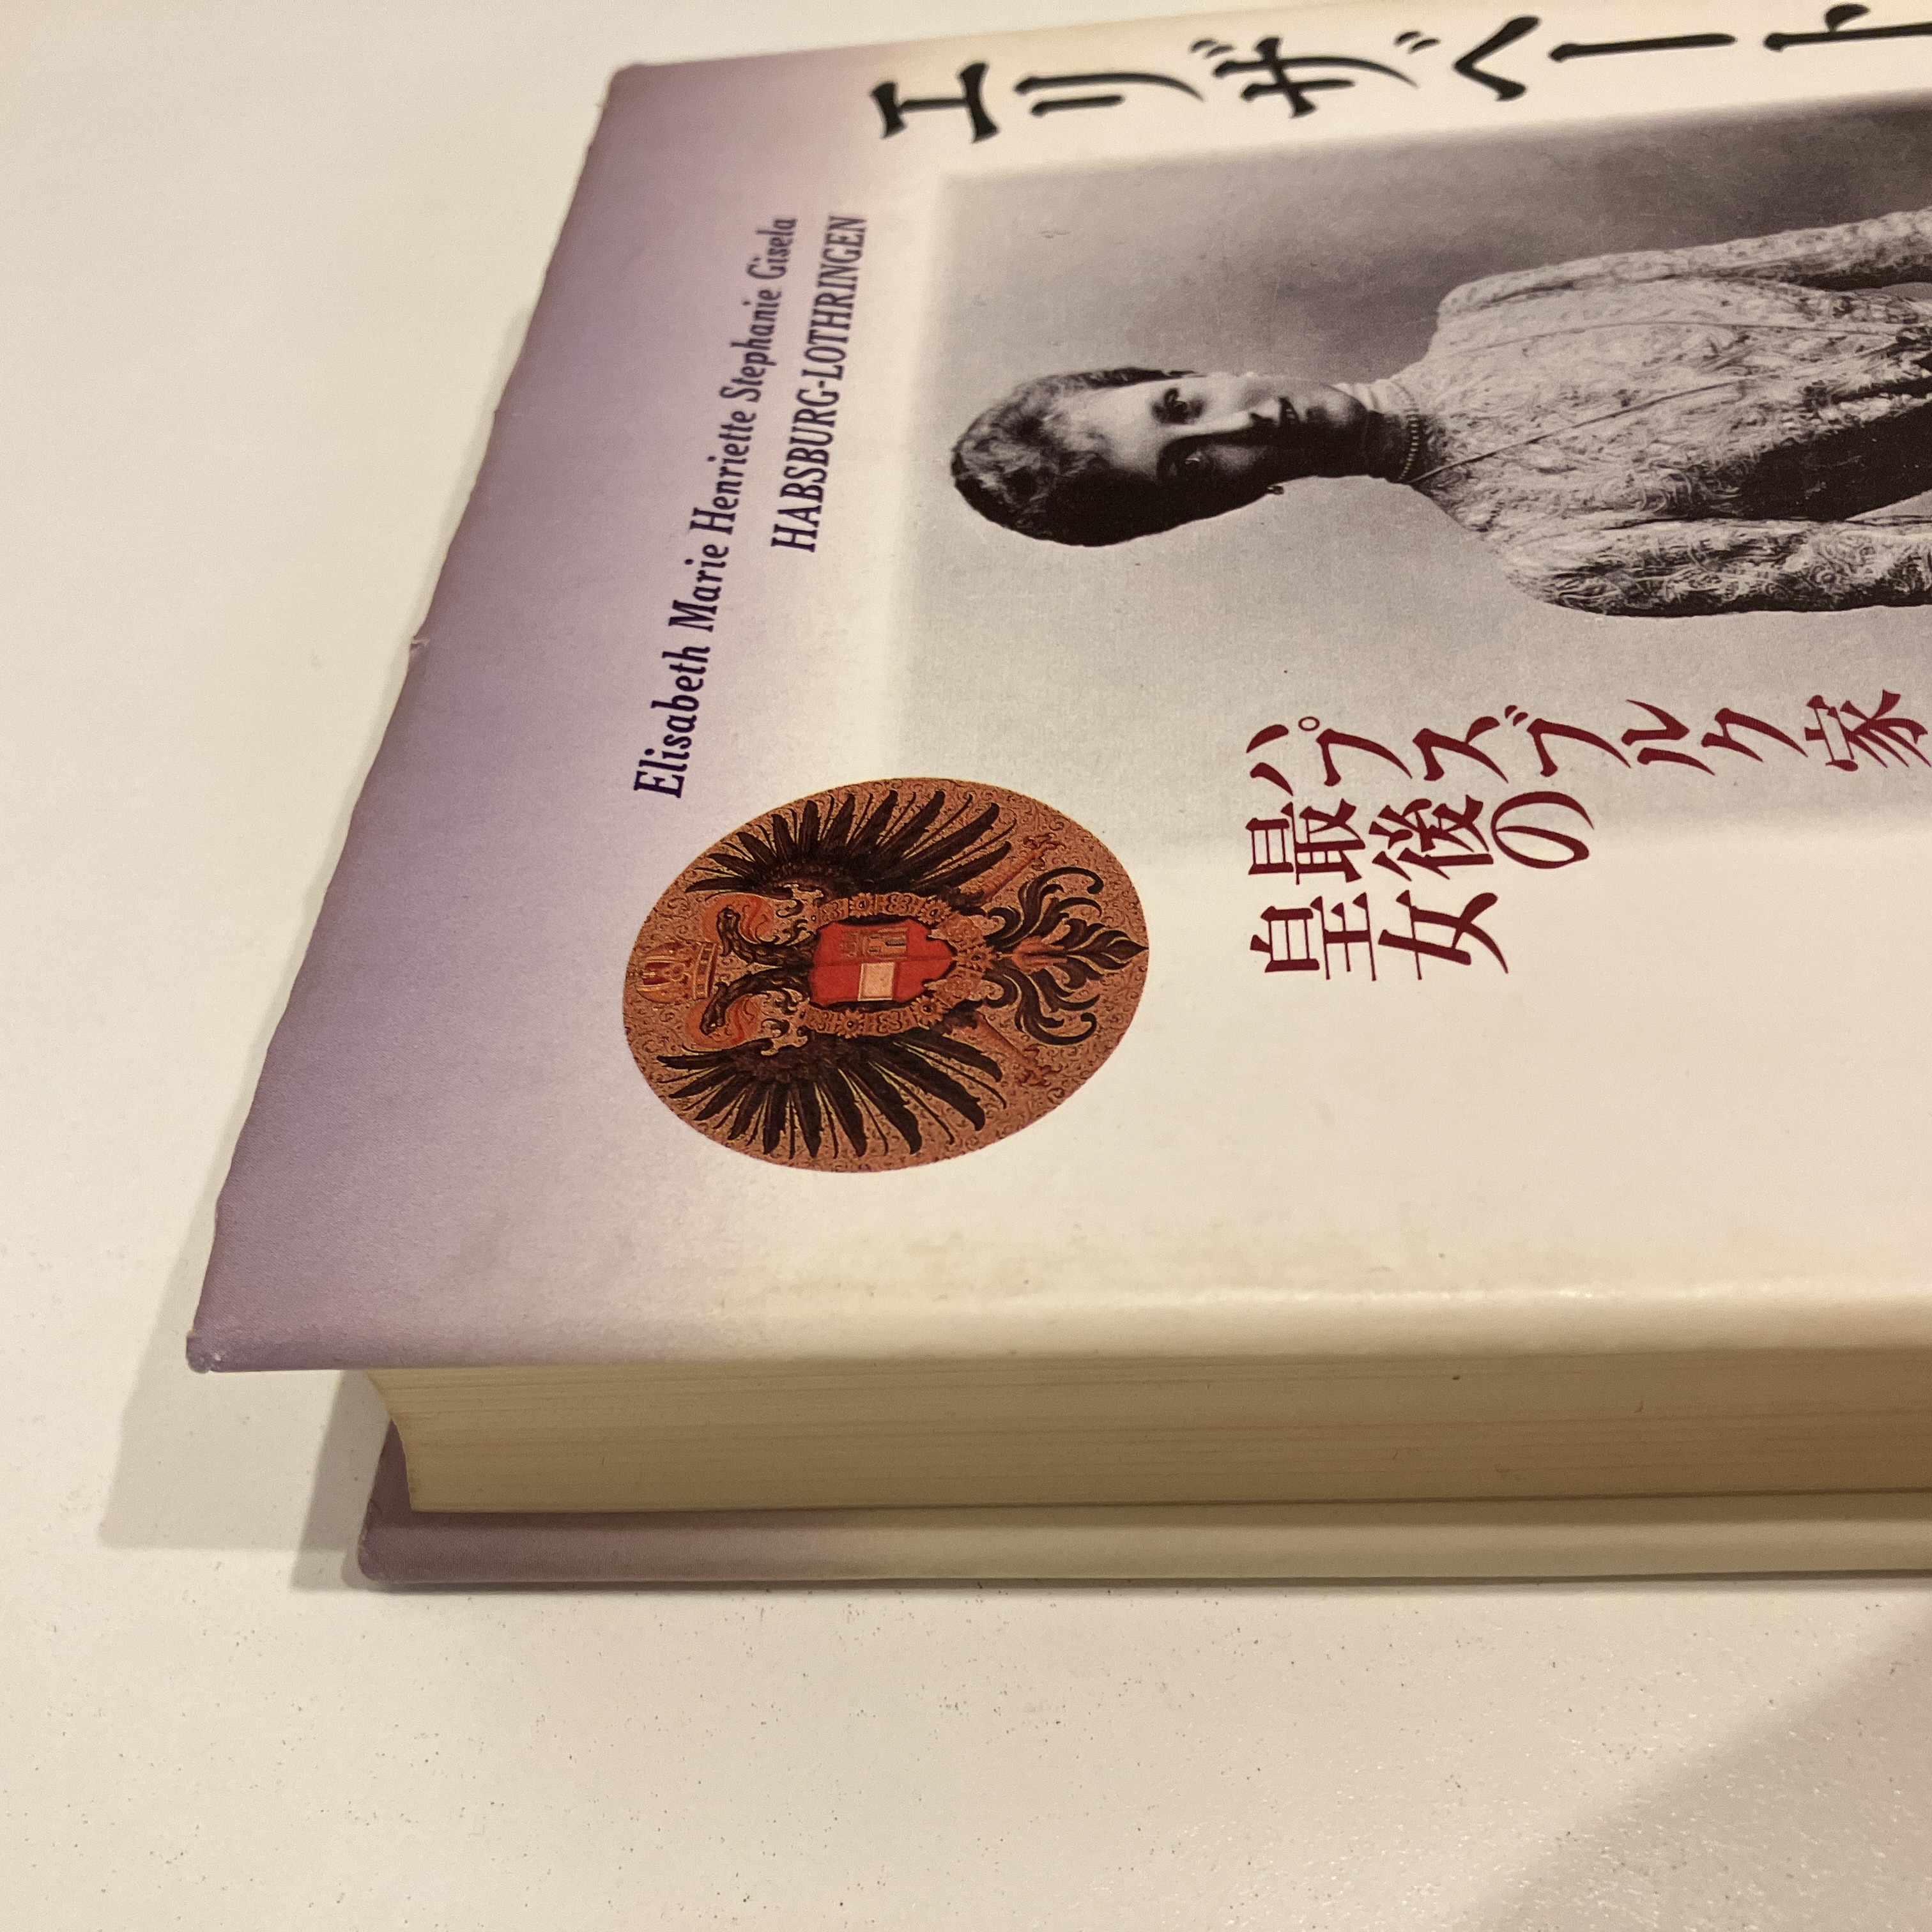 Elisabeth Marie Henriette Stephanie Gisela
HABSBURG-LOTHRINGEN
エリザベート
ハプスブルク家
最後の
皇女